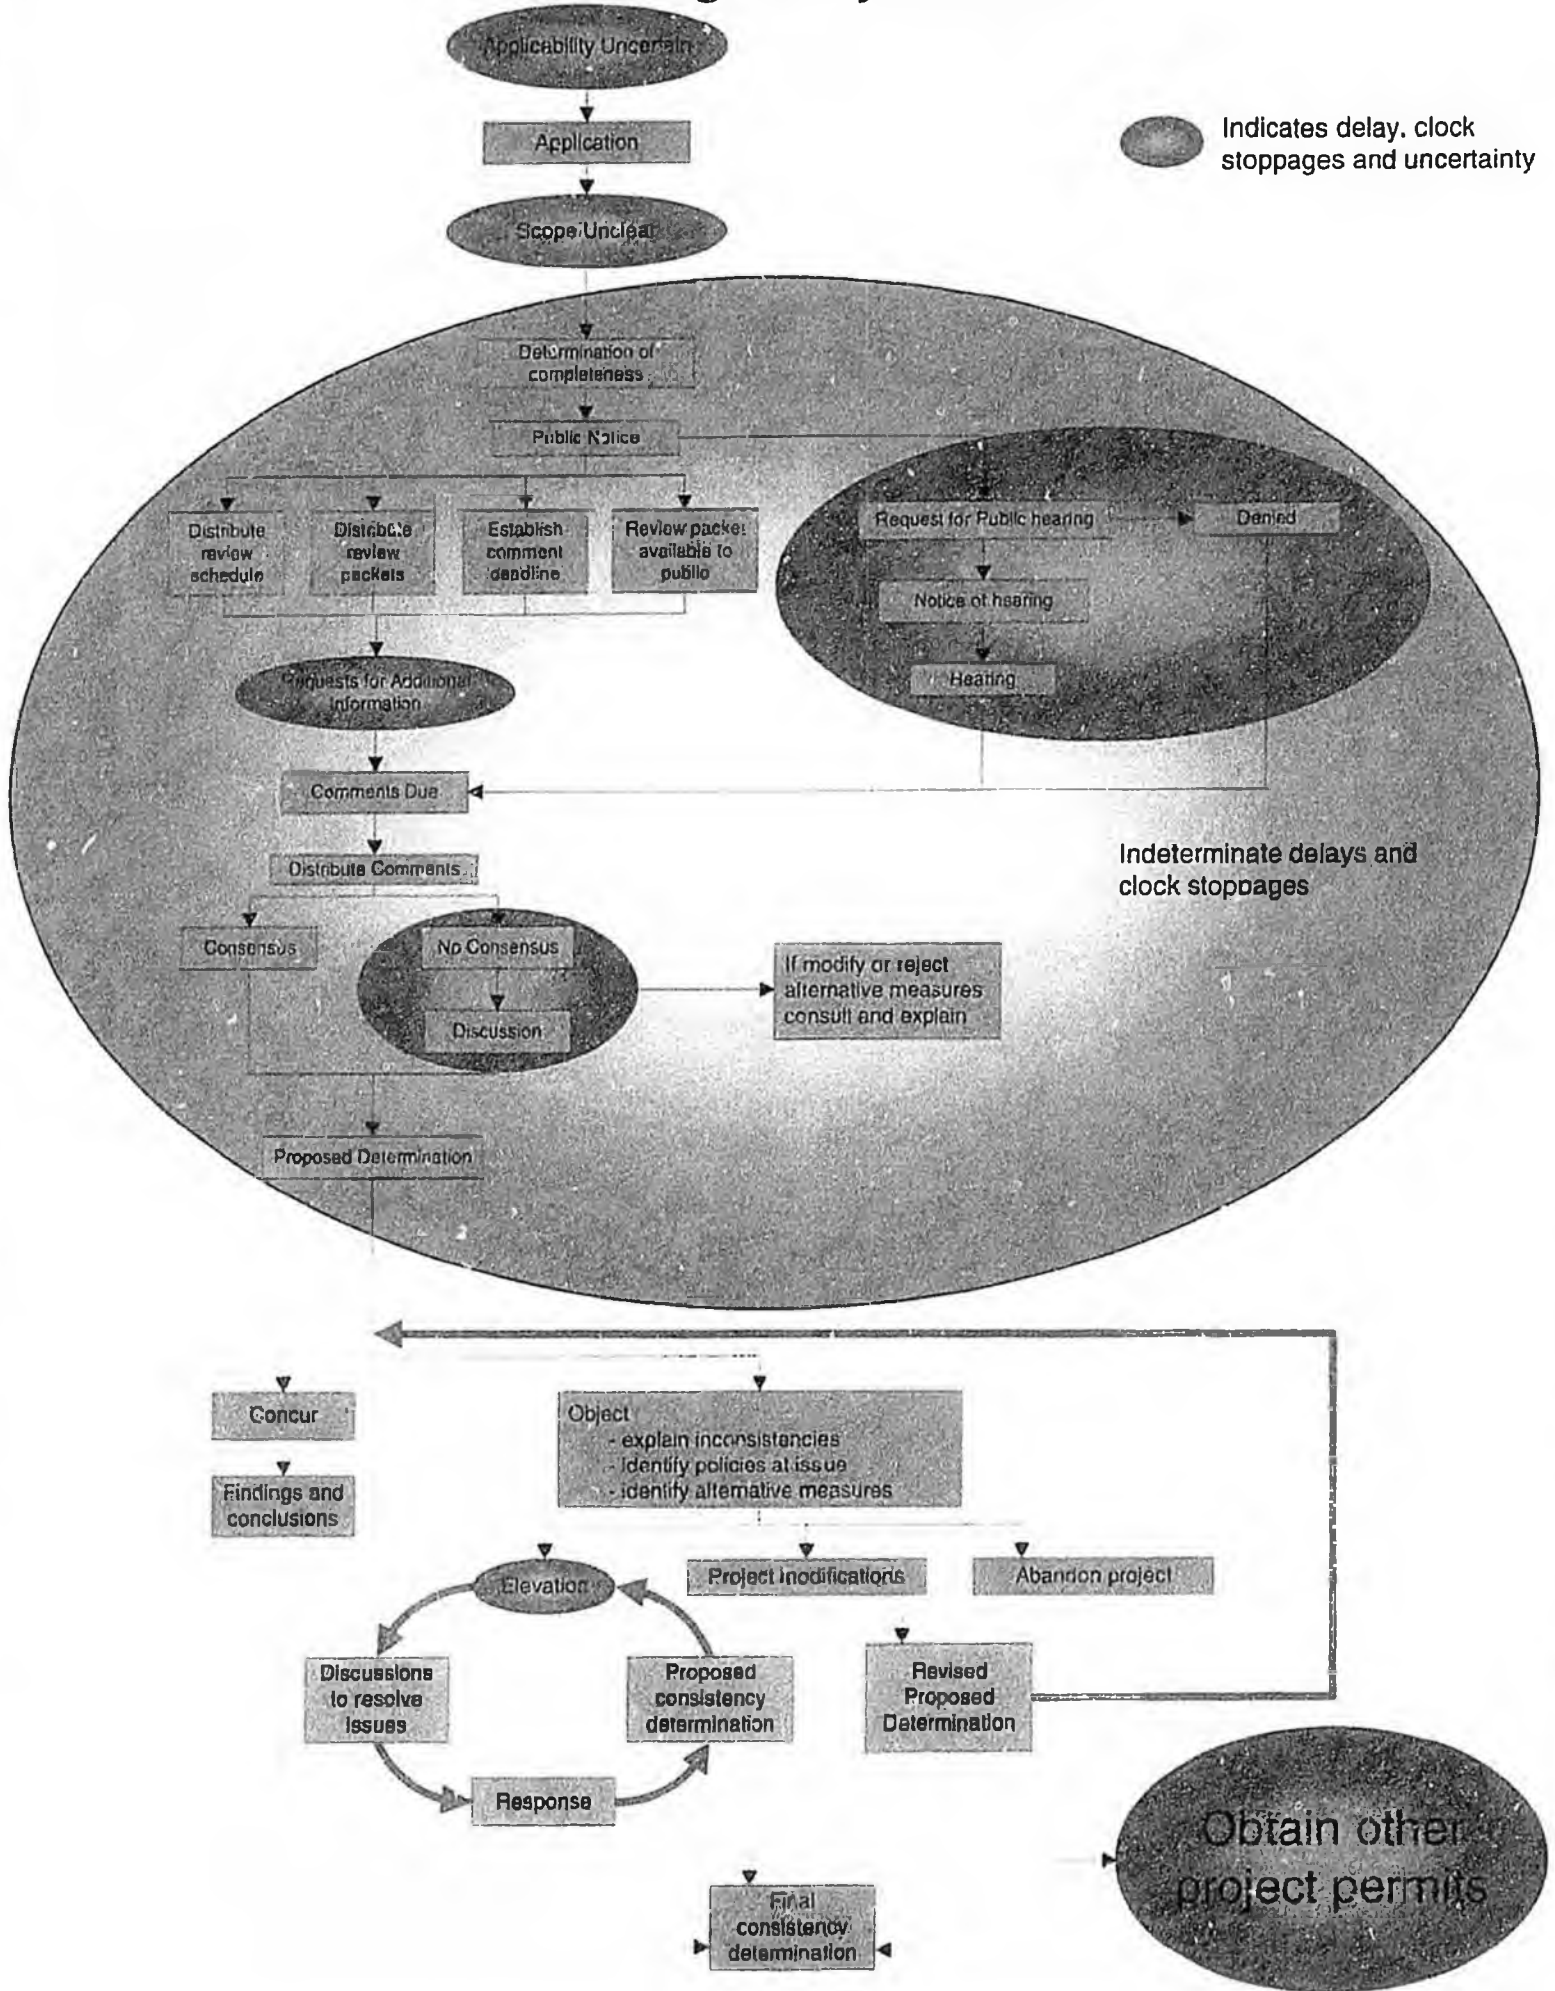 Applicability Uncertain
Application
Indicates delay, clock
stoppages and uncertainty
Scope Unclear
Determination of
completeness
Public Notice
Distribute
review
schedule
Distribute
review
packets
Establish
comment
deadline
Review packet
available to
public
Request for Public hearing
Denied
Notice of hearing
Hearing
Requests for Additional
Information
Comments Due
Distribute Comments
Indeterminate delays and
clock stoppages
Consensus
No Consensus
Discussion
If modify or reject
alternative measures
consult and explain
Proposed Determination
Concur
Findings and
conclusions
Object
- explain inconsistencies
- identify policies at issue
- identify alternative measures
Elevation
Project modifications
Abandon project
Discussions
to resolve
issues
Proposed
consistency
determination
Revised
Proposed
Determination
Response
Obtain other
project permits
Final
consistency
determination